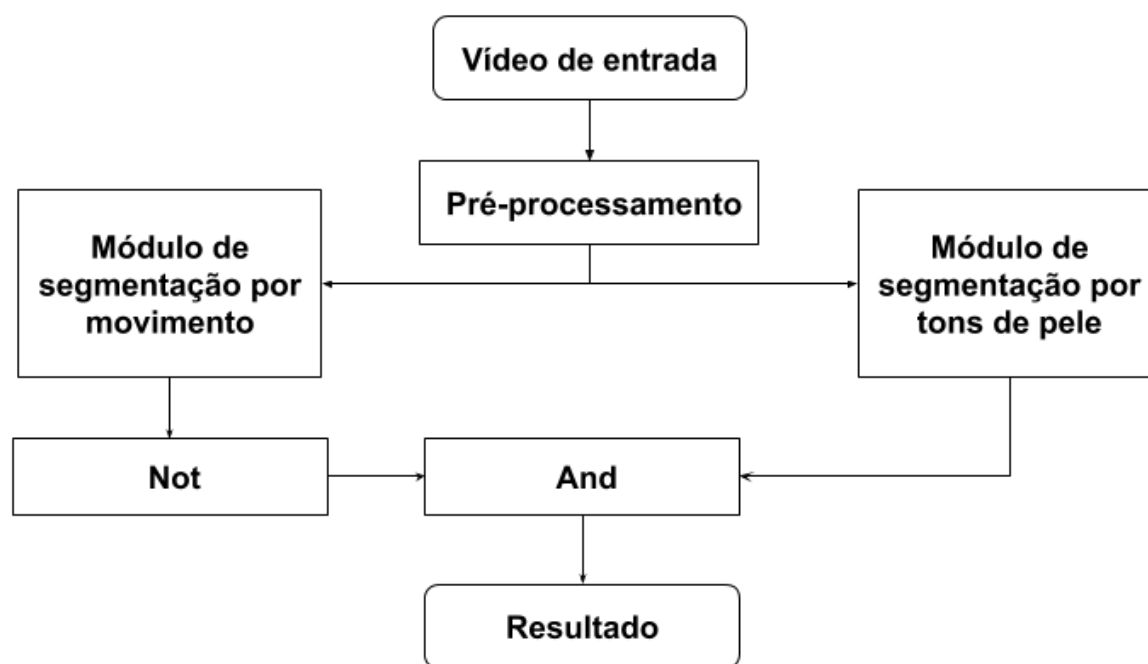 Vídeo de entrada
Pré-processamento
Módulo de
segmentação por
movimento
Módulo de
segmentação por
tons de pele
Not
And
Resultado